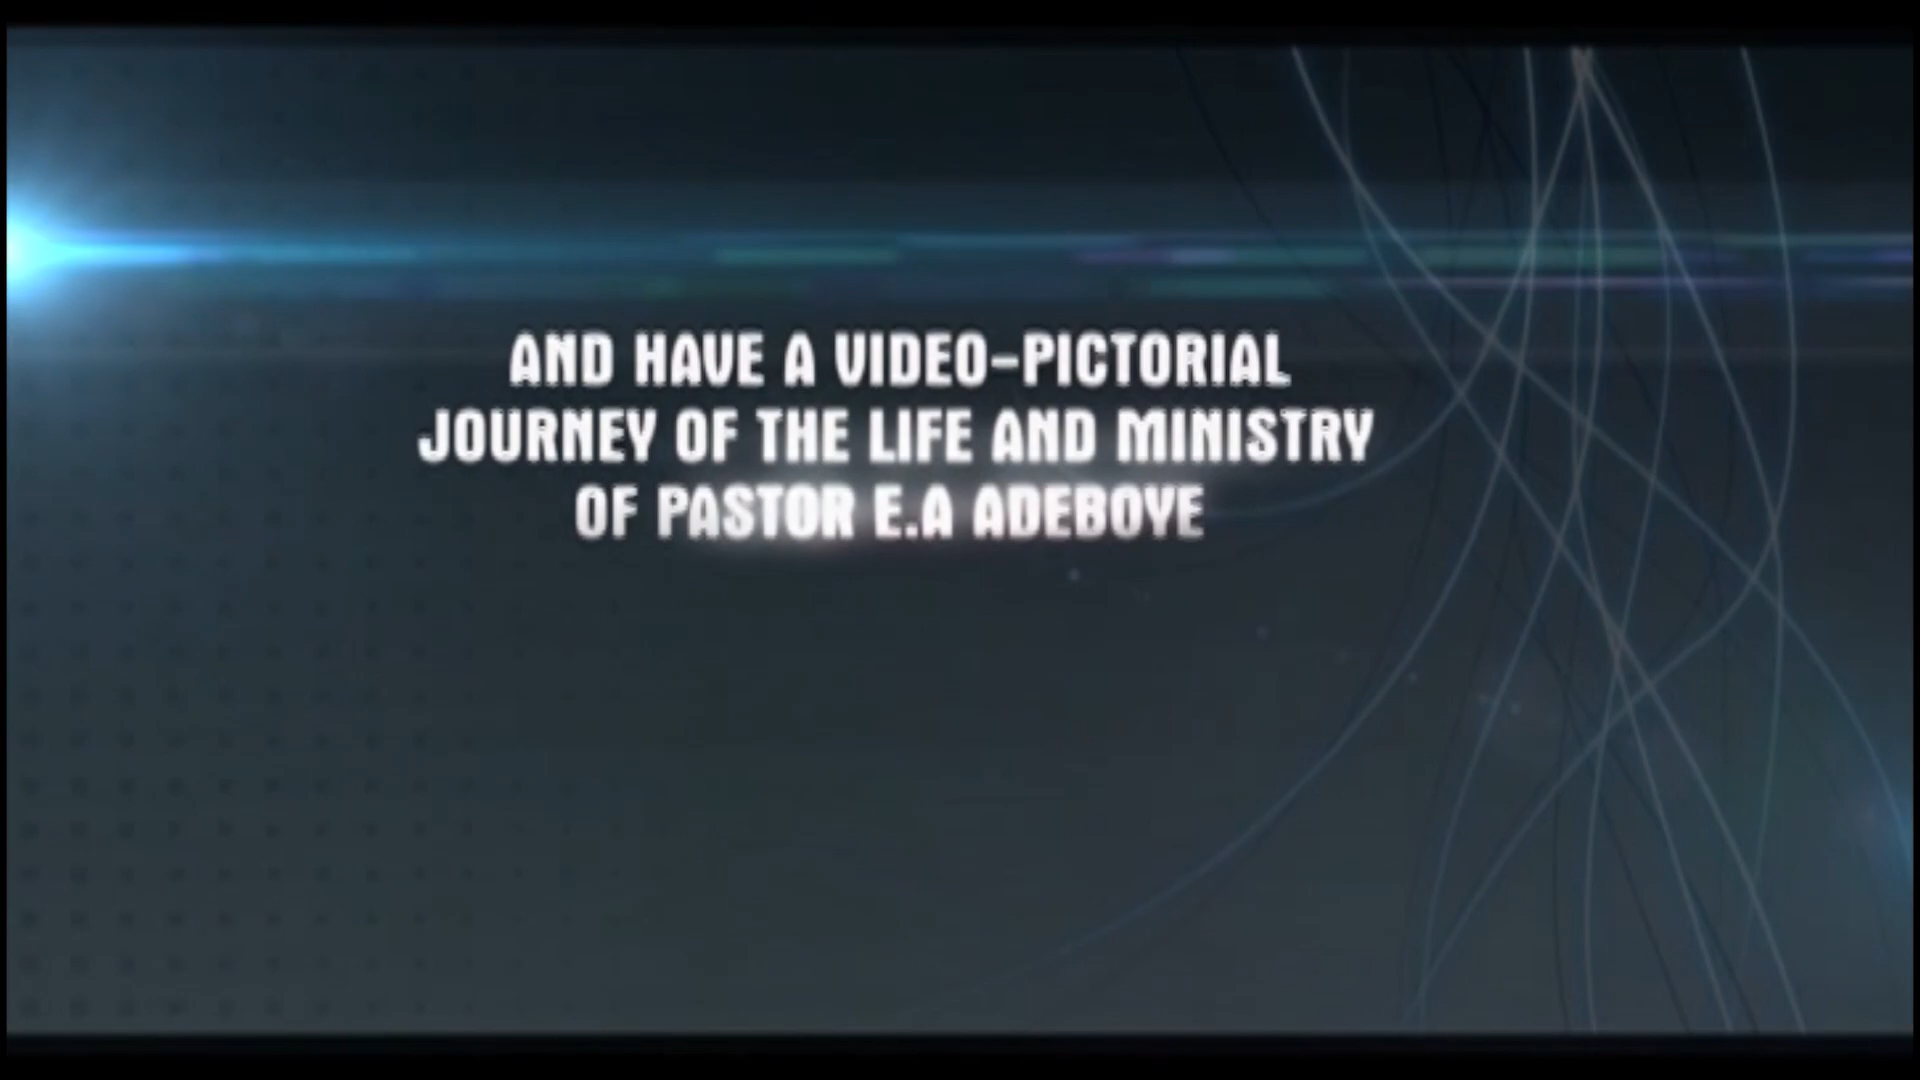 AND HAVE A VIDEO-PICTORIAL
JOURNEY OF THE LIFE AND MINISTRY
OF PASTOR E.A ADEBOYE